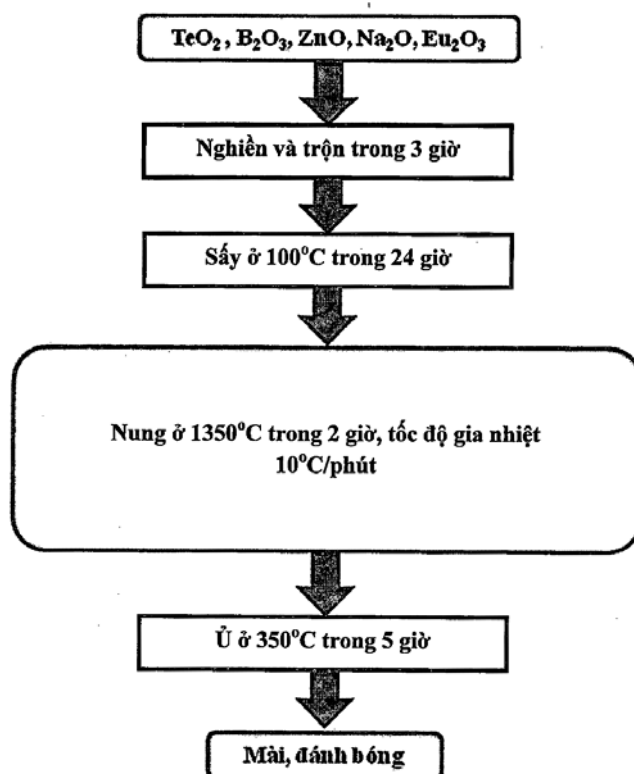 TeO₂, B₂O₃, ZnO, Na₂O, Eu₂O₃
Nghiền và trộn trong 3 giờ
Sấy ở 100°C trong 24 giờ
Nung ở 1350°C trong 2 giờ, tốc độ gia nhiệt
10°C/phút
Ủ ở 350°C trong 5 giờ
Mài, đánh bóng